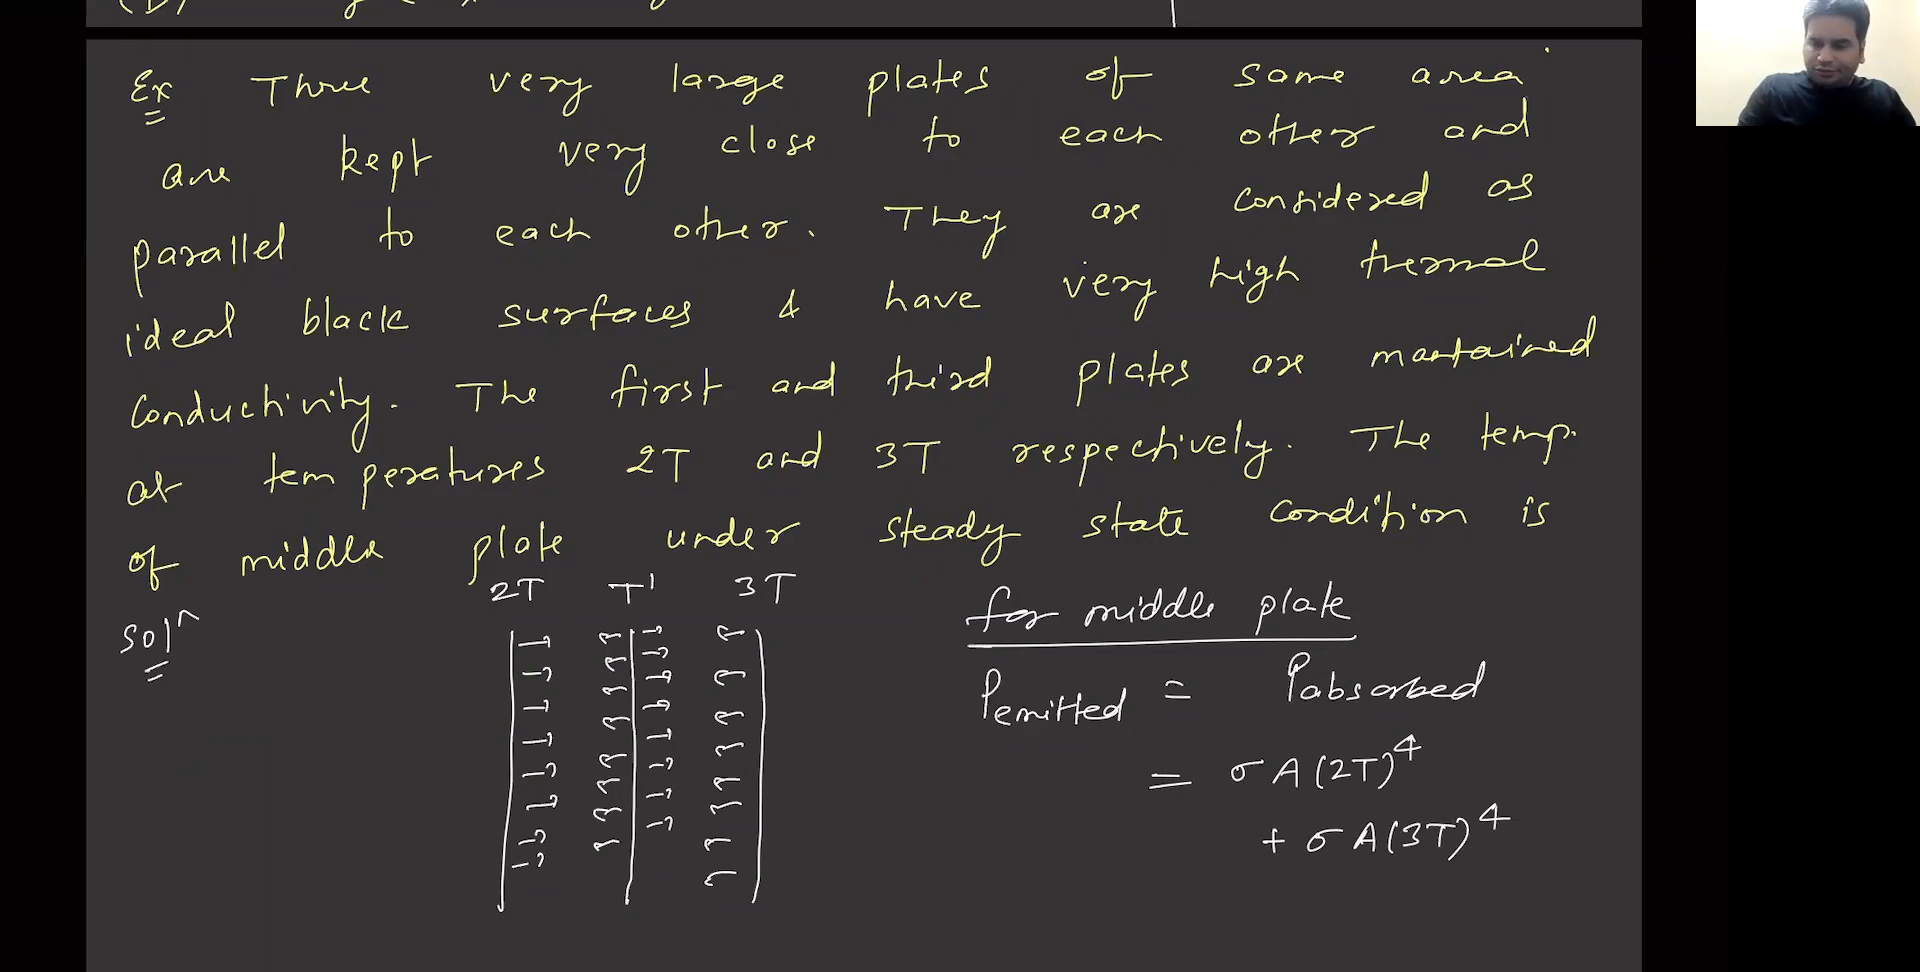 Ex Three very large plates of same area
are kept very close to each other and
parallel to each other. They are considered as
ideal black surfaces & have very high thermal
conductivity. The first and third plates are maintained
at temperatures 2T and 3T respectively. The temp.
of middle plate under steady state condition is
2T T' 3T
Solⁿ
for middle plate
P emitted = P absorbed
= σA(2T)⁴
+ σA(3T)⁴